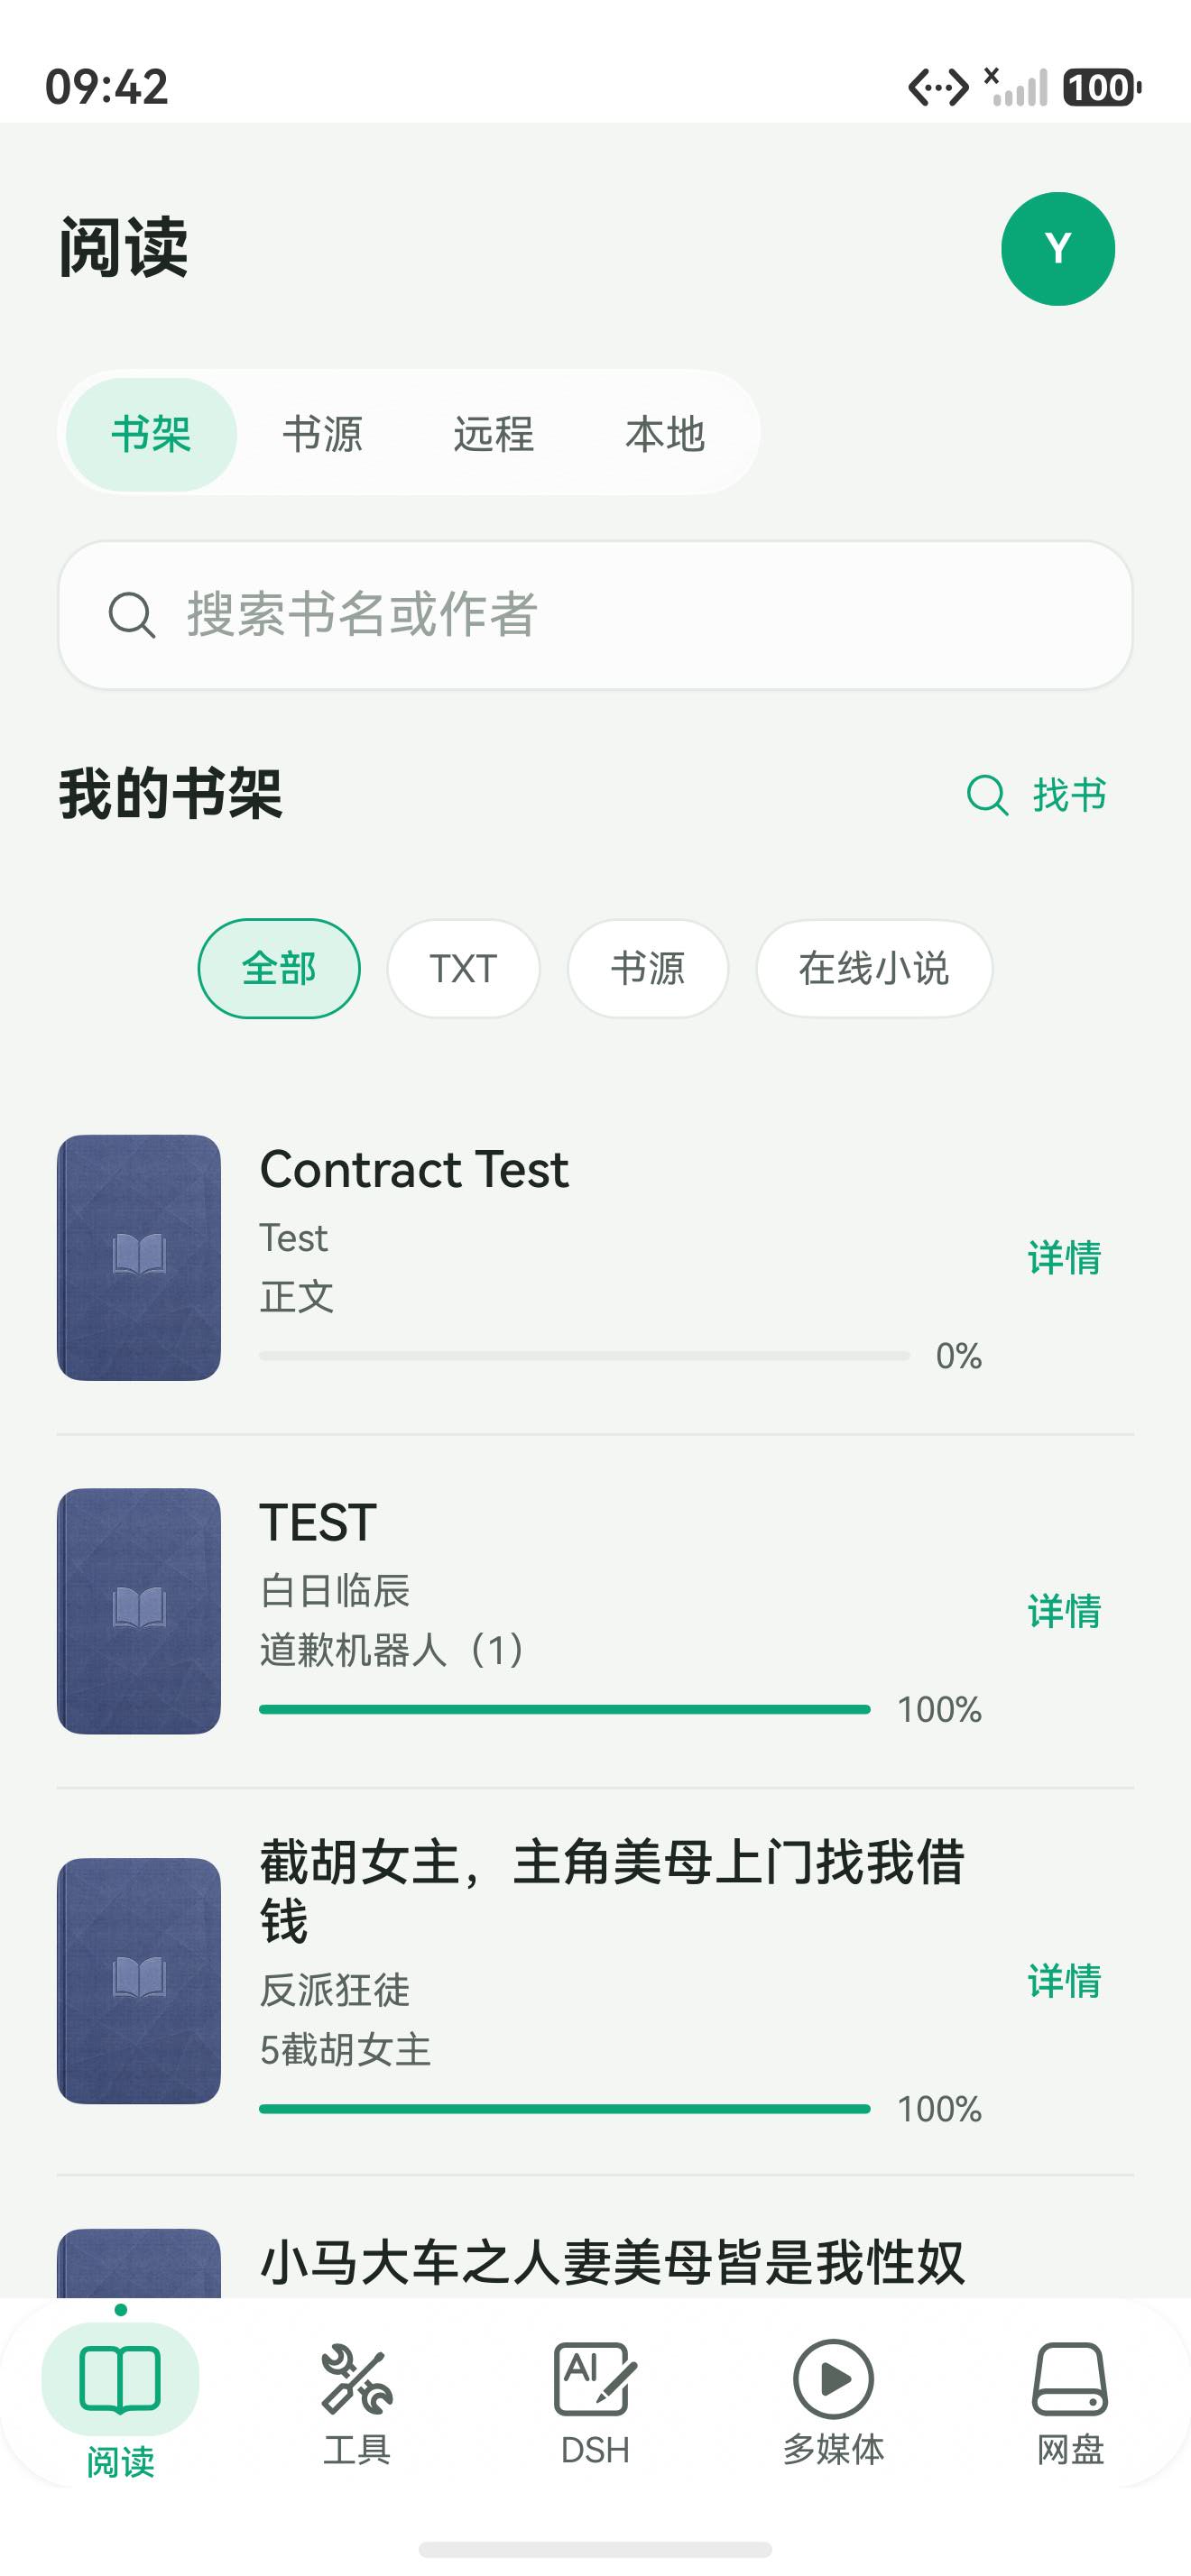 09:42
100
阅读
Y
书架 书源 远程 本地
搜索书名或作者
我的书架
找书
全部 TXT 书源 在线小说
Contract Test
Test
正文
0%
详情
TEST
白日临辰
道歉机器人（1）
100%
详情
截胡女主，主角美母上门找我借
钱
反派狂徒
5截胡女主
100%
详情
小马大车之人妻美母皆是我性奴
阅读
工具
AI
DSH
多媒体
网盘